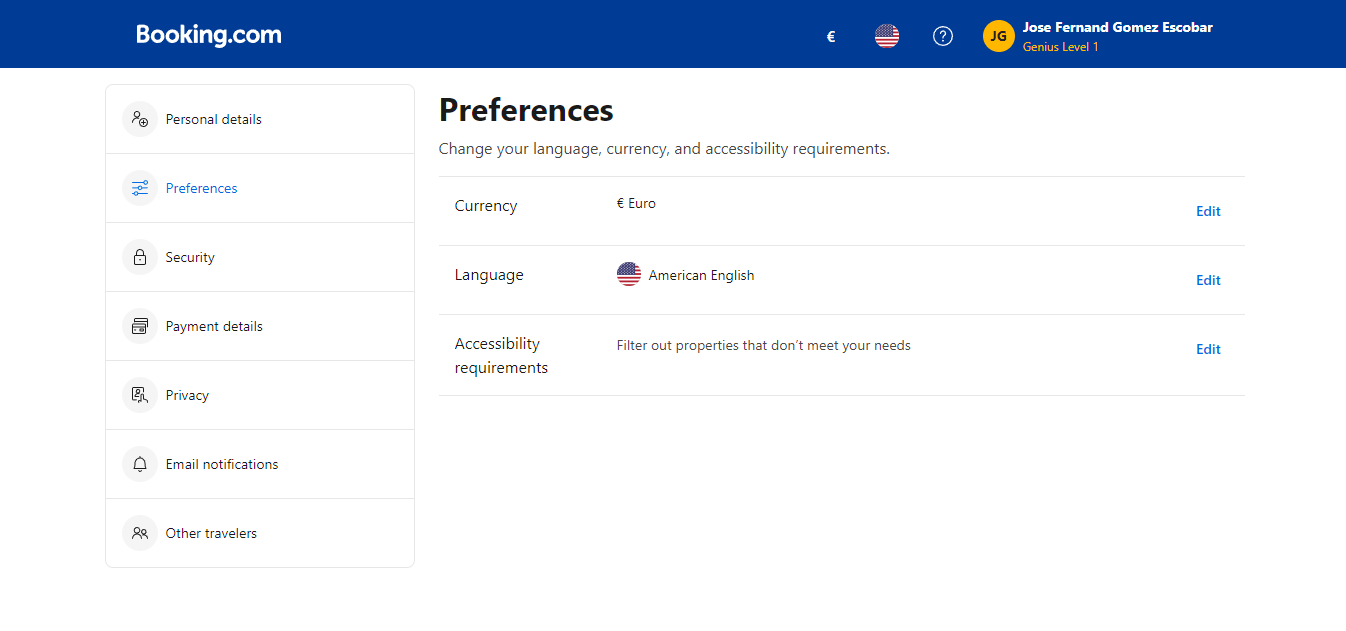 Booking.com
€
JG
Jose Fernand Gomez Escobar
Genius Level 1
Personal details
Preferences
Security
Payment details
Privacy
Email notifications
Other travelers
Preferences
Change your language, currency, and accessibility requirements.
Currency
€ Euro
Edit
Language
American English
Edit
Accessibility
requirements
Filter out properties that don’t meet your needs
Edit